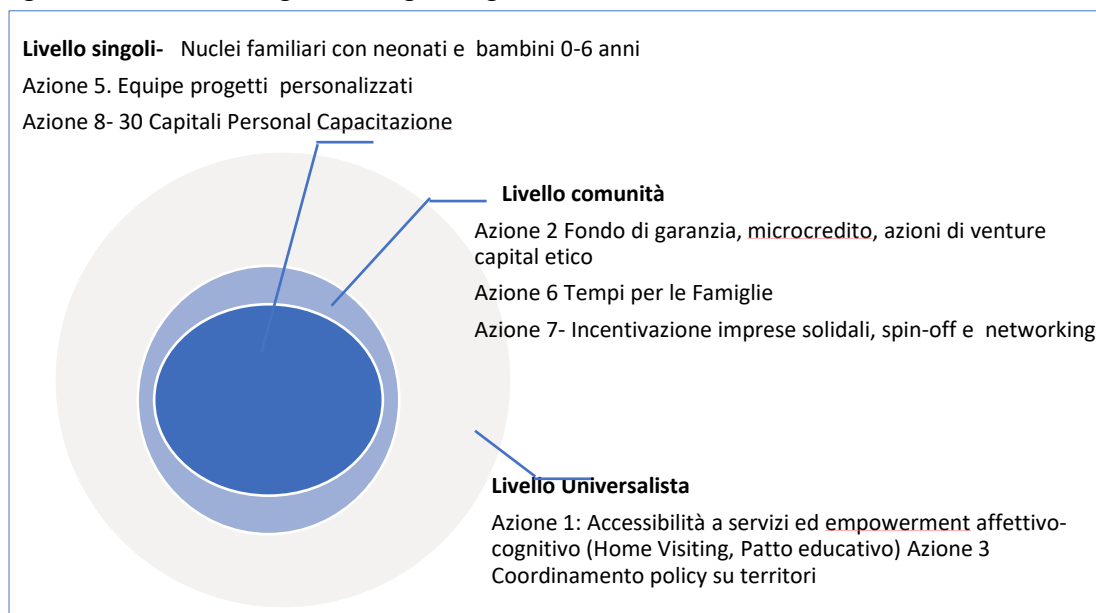 Livello singoli- Nuclei familiari con neonati e bambini 0-6 anni
Azione 5. Equipe progetti personalizzati
Azione 8- 30 Capitali Personal Capacitazione
Livello comunità
Azione 2 Fondo di garanzia, microcredito, azioni di venture
capital etico
Azione 6 Tempi per le Famiglie
Azione 7- Incentivazione imprese solidali, spin-off e networking
Livello Universalista
Azione 1: Accessibilità a servizi ed empowerment affettivo-
cognitivo (Home Visiting, Patto educativo) Azione 3
Coordinamento policy su territori